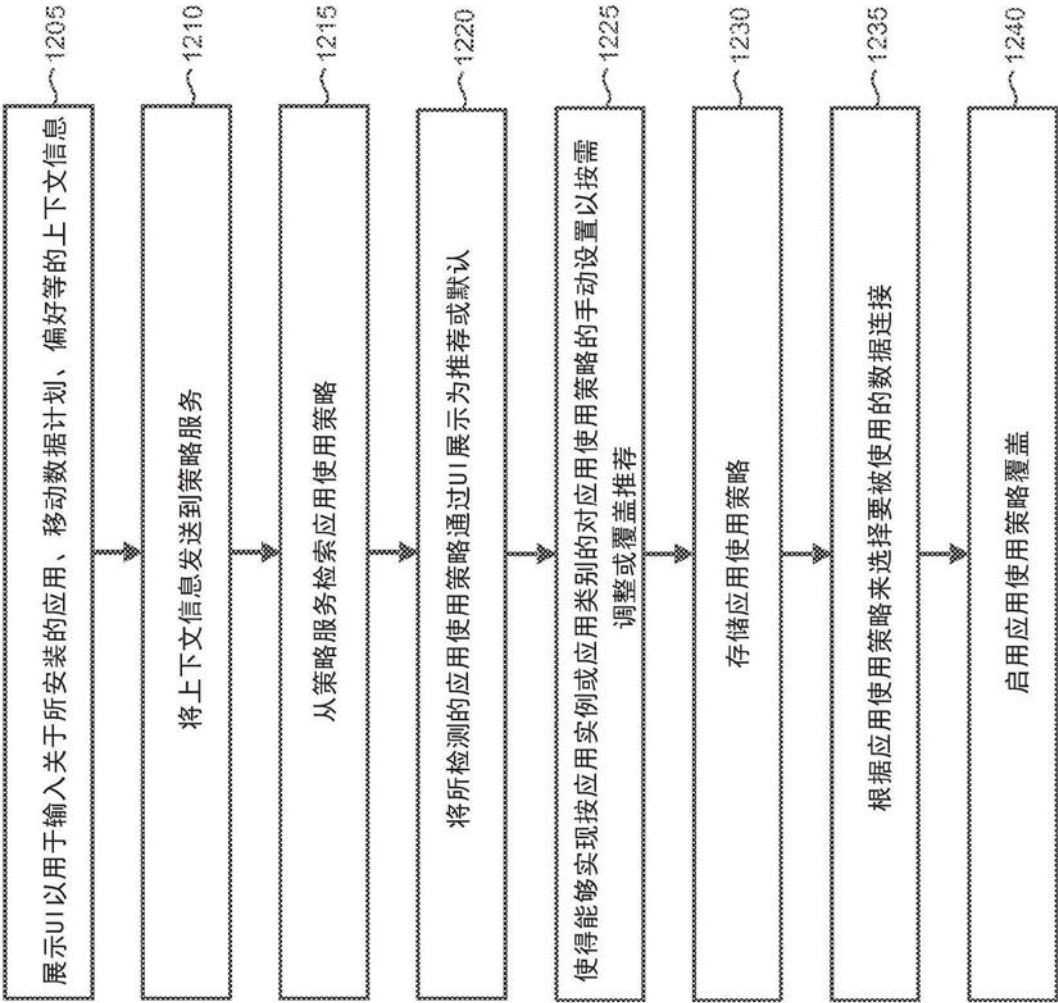 展示UI以用于输入关于所安装的应用、移动数据计划、偏好等的上下文信息
1205
将上下文信息发送到策略服务
1210
从策略服务检索应用使用策略
1215
将所检测的应用使用策略通过UI展示为推荐或默认
1220
使得能够实现按应用实例或应用类别的对应用使用策略的手动设置以按需
调整或覆盖推荐
1225
存储应用使用策略
1230
根据应用使用策略来选择要被使用的数据连接
1235
启用应用使用策略覆盖
1240